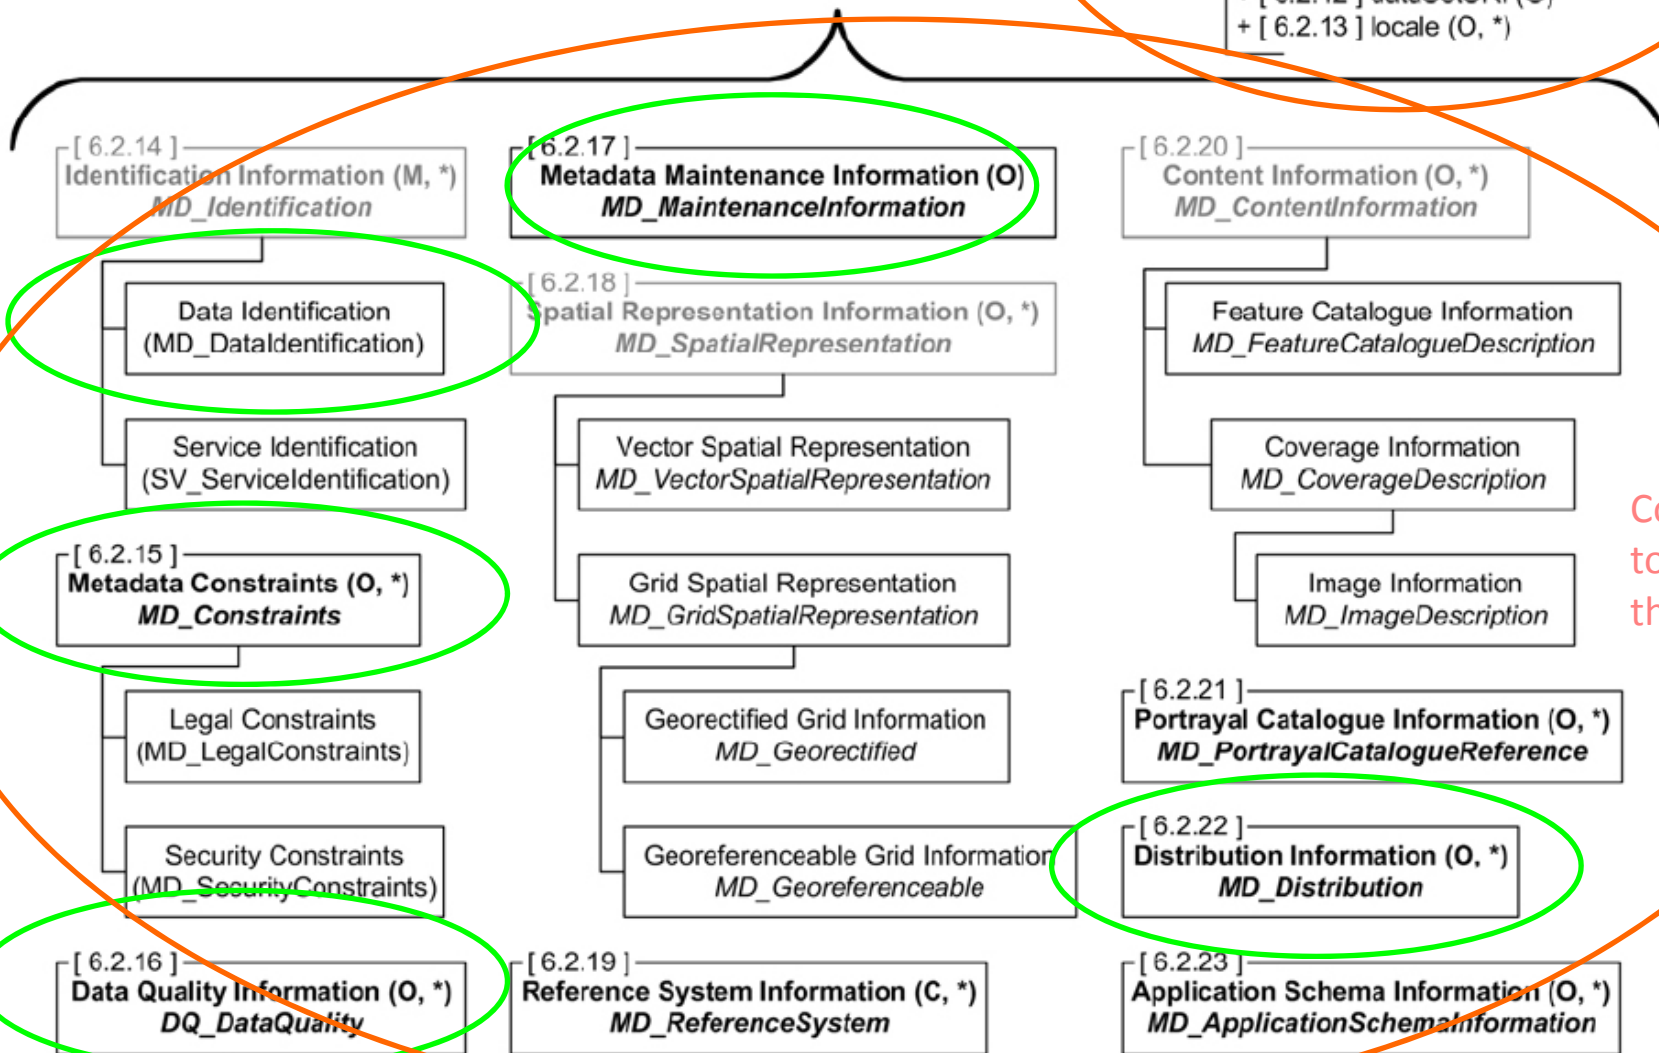 + [ 6.2.13 ] locale (O, *)
[ 6.2.14 ]
Identification Information (M, *)
MD_Identification
Data Identification
(MD_DataIdentification)
Service Identification
(SV_ServiceIdentification)
[ 6.2.15 ]
Metadata Constraints (O, *)
MD_Constraints
Legal Constraints
(MD_LegalConstraints)
Security Constraints
(MD_SecurityConstraints)
[ 6.2.16 ]
Data Quality Information (O, *)
DQ_DataQuality
[ 6.2.17 ]
Metadata Maintenance Information (O)
MD_MaintenanceInformation
[ 6.2.18 ]
Spatial Representation Information (O, *)
MD_SpatialRepresentation
Vector Spatial Representation
MD_VectorSpatialRepresentation
Grid Spatial Representation
MD_GridSpatialRepresentation
Georectified Grid Information
MD_Georectified
Georeferenceable Grid Information
MD_Georeferenceable
[ 6.2.19 ]
Reference System Information (C, *)
MD_ReferenceSystem
[ 6.2.20 ]
Content Information (O, *)
MD_ContentInformation
Feature Catalogue Information
MD_FeatureCatalogueDescription
Coverage Information
MD_CoverageDescription
Image Information
MD_ImageDescription
[ 6.2.21 ]
Portrayal Catalogue Information (O, *)
MD_PortrayalCatalogueReference
[ 6.2.22 ]
Distribution Information (O, *)
MD_Distribution
[ 6.2.23 ]
Application Schema Information (O, *)
MD_ApplicationSchemaInformation